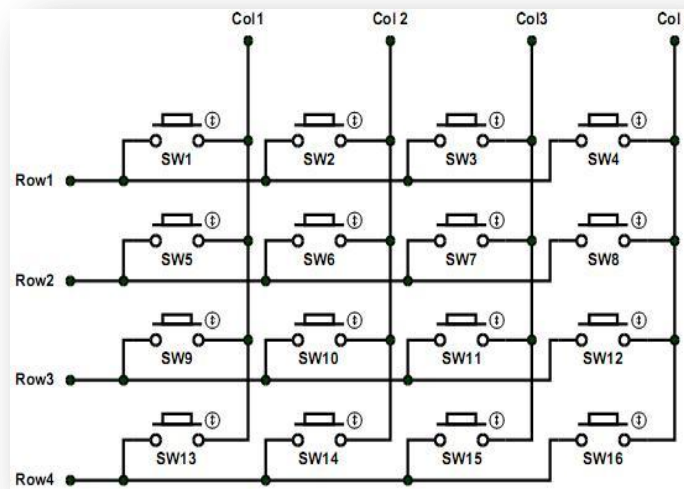 Col1 Col 2 Col3 Col
SW1 SW2 SW3 SW4
Row1
SW5 SW6 SW7 SW8
Row2
SW9 SW10 SW11 SW12
Row3
SW13 SW14 SW15 SW16
Row4